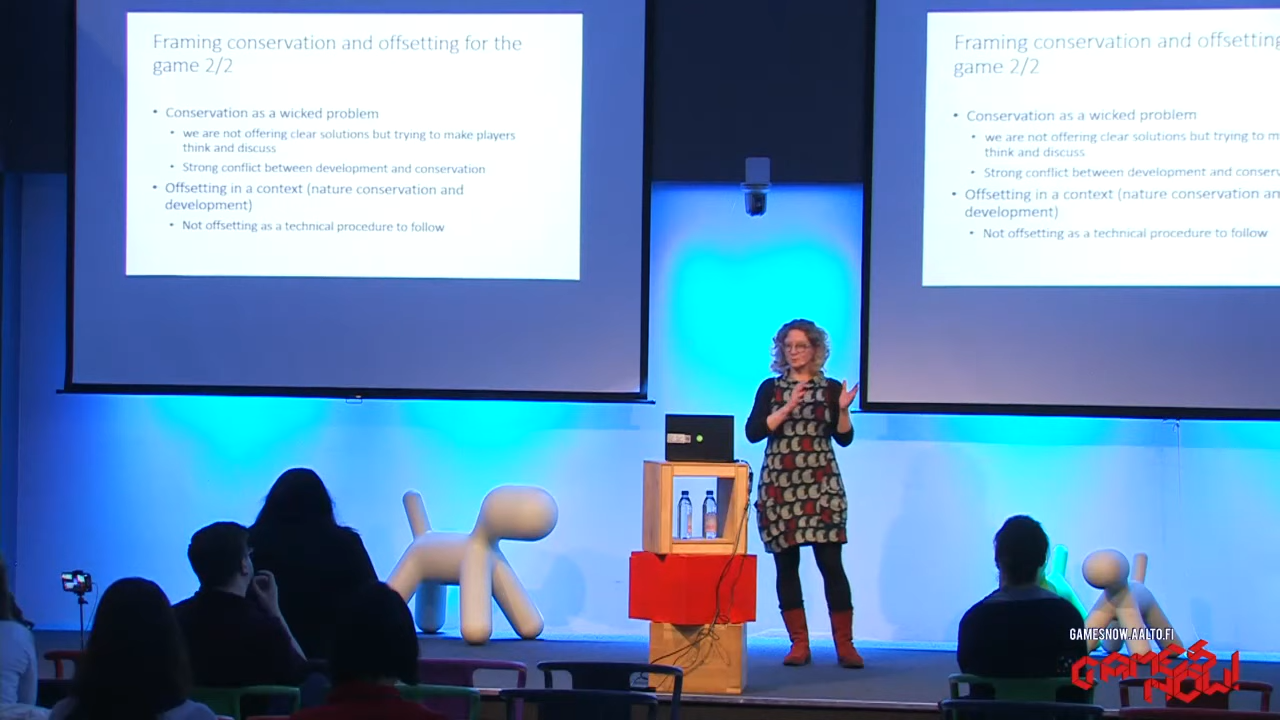 Framing conservation and offsetting for the
game 2/2
• Conservation as a wicked problem
• we are not offering clear solutions but trying to make players
think and discuss
• Strong conflict between development and conservation
• Offsetting in a context (nature conservation and
development)
• Not offsetting as a technical procedure to follow
Framing conservation and offsetting
game 2/2
• Conservation as a wicked problem
• we are not offering clear solutions but trying to m
think and discuss
• Strong conflict between development and conser
• Offsetting in a context (nature conservation an
development)
• Not offsetting as a technical procedure to follow
GAMESNOW.AALTO.FI
GAMES
NOW!